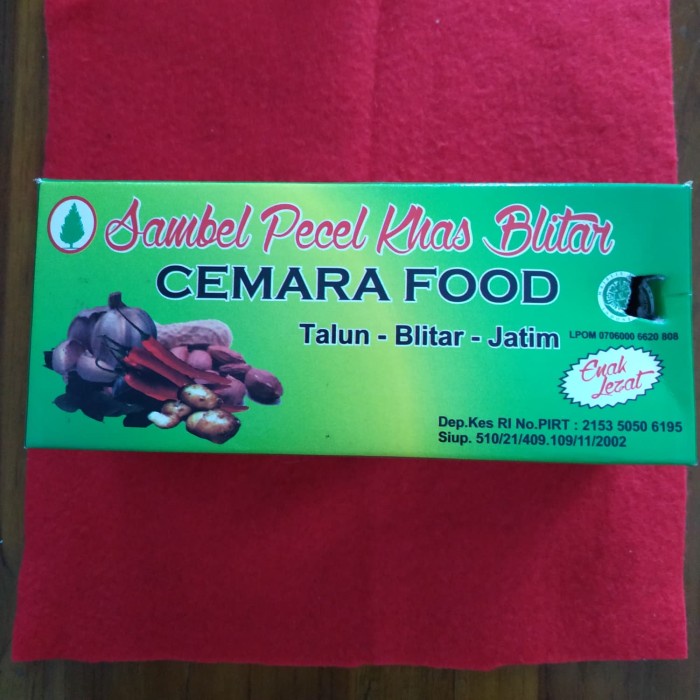 Sambel Pecel Khas Blitar
CEMARA FOOD
Talun - Blitar - Jatim
LPOM 0706000 6620 808
Enak
Lezat
Dep.Kes RI No.PIRT : 2153 5050 6195
Siup. 510/21/409.109/11/2002